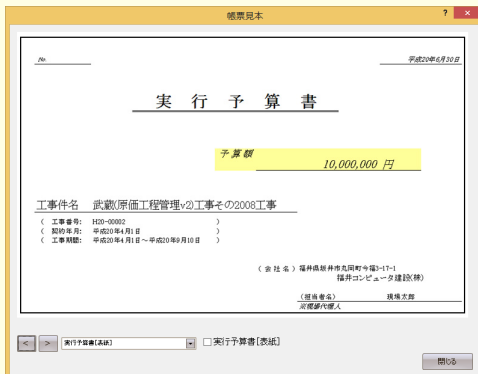 帳票見本
? ×
No.
平成20年6月30日
実行予算書
予算額
10,000,000 円
工事件名 武蔵(原価工程管理v2)工事その2008工事
( 工事番号: H20-00002 )
( 契約年月: 平成20年4月1日 )
( 工事期間: 平成20年4月1日~平成20年9月10日 )
(会社名) 福井県坂井市丸岡町今福3-17-1
福井コンピュータ建設(株)
(担当者名) 現場太郎
※現場代理人
< > 実行予算書[表紙] 実行予算書[表紙]
閉じる